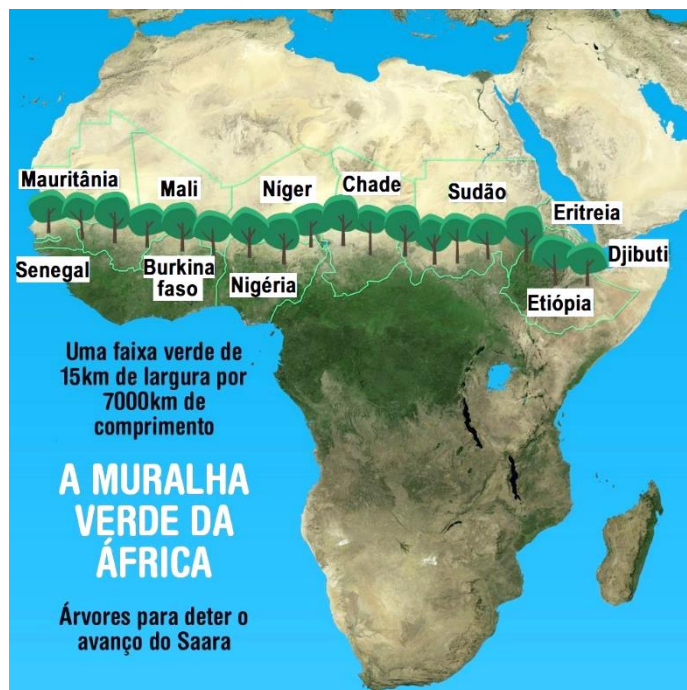 Mauritânia
Mali
Níger
Chade
Sudão
Eritreia
Senegal
Burkina
faso
Nigéria
Djibuti
Etiópia
Uma faixa verde de
15km de largura por
7000km de
comprimento
A MURALHA
VERDE DA
ÁFRICA
Árvores para deter o
avanço do Saara